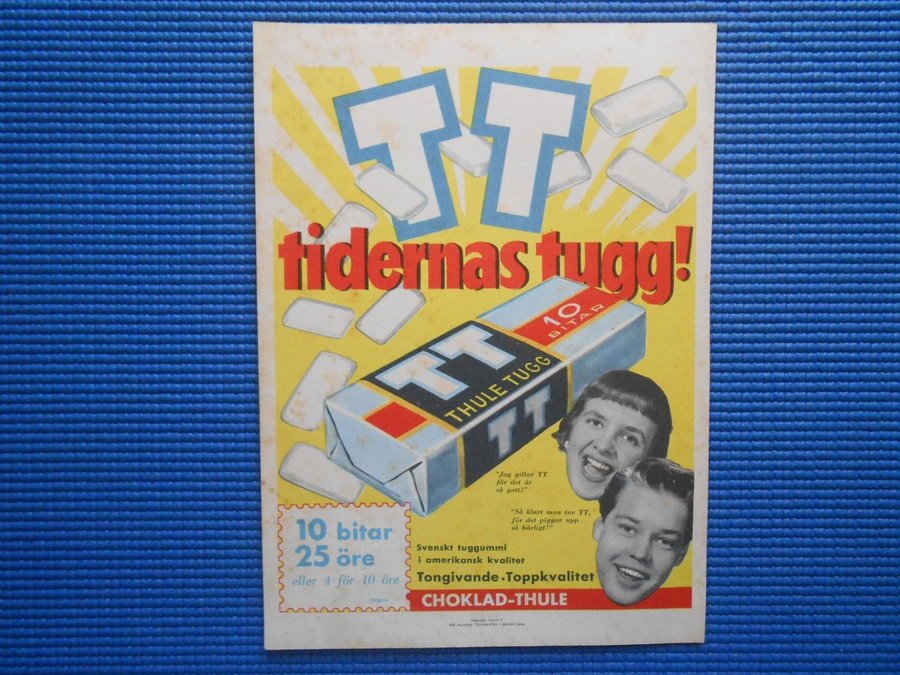 TT
tidernas tugg!
10
BITAR
TT
THULE TUGG
TT
"Jag gillar TT
för det är
så gott!"
"Så klart man tar TT,
för det piggar upp
så härligt!"
10 bitar
25 öre
eller 4 för 10 öre
Svenskt tuggummi
i amerikansk kvalitet
Tongivande·Toppkvalitet
CHOKLAD-THULE